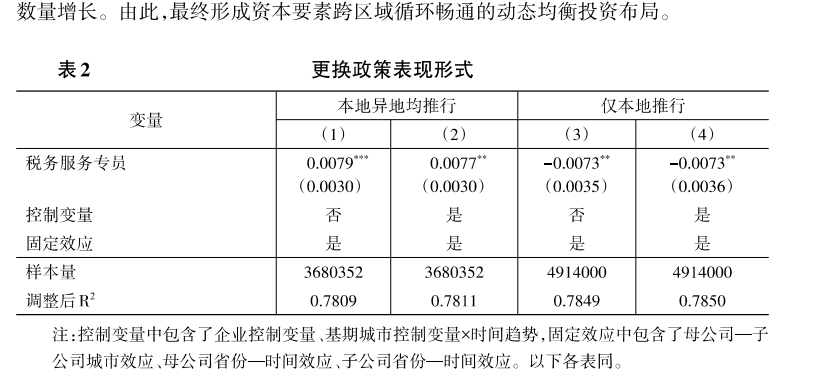 数量增长。由此,最终形成资本要素跨区域循环畅通的动态均衡投资布局。
表2 更换政策表现形式
变量 本地异地均推行 仅本地推行
(1) (2) (3) (4)
税务服务专员 0.0079*** 0.0077** -0.0073** -0.0073**
(0.0030) (0.0030) (0.0035) (0.0036)
控制变量 否 是 否 是
固定效应 是 是 是 是
样本量 3680352 3680352 4914000 4914000
调整后R² 0.7809 0.7811 0.7849 0.7850
注:控制变量中包含了企业控制变量、基期城市控制变量×时间趋势,固定效应中包含了母公司—子
公司城市效应、母公司省份—时间效应、子公司省份—时间效应。以下各表同。